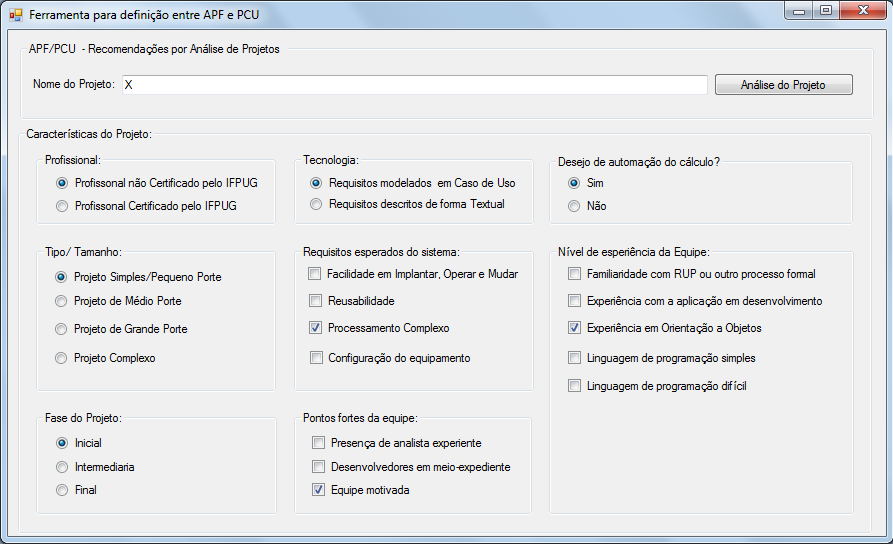 Ferramenta para definição entre APF e PCU
APF/PCU - Recomendações por Análise de Projetos
Nome do Projeto: X Análise do Projeto
Características do Projeto:
Profissional:
Profissonal não Certificado pelo IFPUG
Profissonal Certificado pelo IFPUG
Tecnologia:
Requisitos modelados em Caso de Uso
Requisitos descritos de forma Textual
Desejo de automação do cálculo?
Sim
Não
Tipo/ Tamanho:
Projeto Simples/Pequeno Porte
Projeto de Médio Porte
Projeto de Grande Porte
Projeto Complexo
Requisitos esperados do sistema:
Facilidade em Implantar, Operar e Mudar
Reusabilidade
Processamento Complexo
Configuração do equipamento
Nível de esperiência da Equipe:
Familiaridade com RUP ou outro processo formal
Experiência com a aplicação em desenvolvimento
Experiência em Orientação a Objetos
Linguagem de programação simples
Linguagem de programação difícil
Fase do Projeto:
Inicial
Intermediaria
Final
Pontos fortes da equipe:
Presença de analista experiente
Desenvolvedores em meio-expediente
Equipe motivada